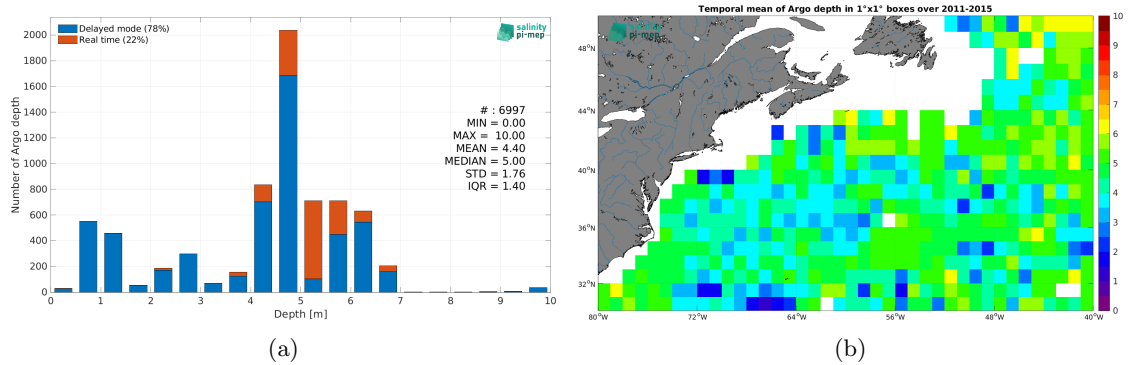 Delayed mode (78%)
Real time (22%)
salinity
pi-mep
2000
1800
1600
1400
1200
1000
800
600
400
200
0
Number of Argo depth
# : 6997
MIN = 0.00
MAX = 10.00
MEAN = 4.40
MEDIAN = 5.00
STD = 1.76
IQR = 1.40
0 1 2 3 4 5 6 7 8 9 10
Depth [m]
(a)
Temporal mean of Argo depth in 1°x1° boxes over 2011-2015
salinity
pi-mep
48°N
44°N
40°N
36°N
32°N
80°W 72°W 64°W 56°W 48°W 40°W
10
9
8
7
6
5
4
3
2
1
0
(b)